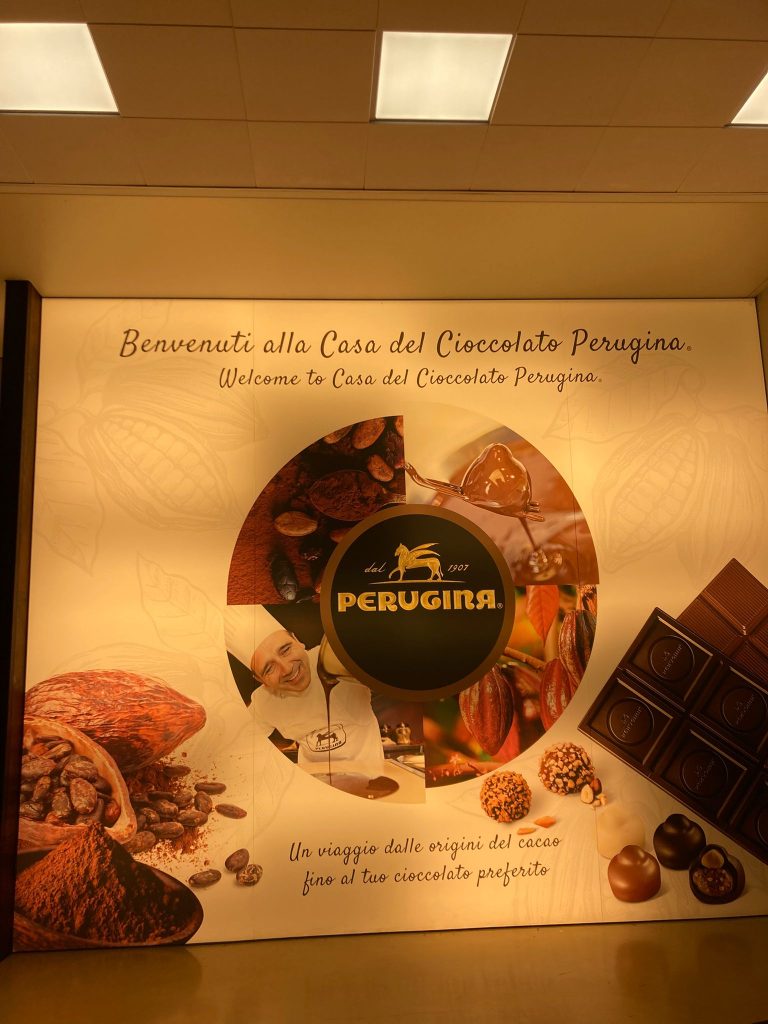 Benvenuti alla Casa del Cioccolato Perugina®
Welcome to Casa del Cioccolato Perugina®
dal 1907
PERUGINA®
Un viaggio dalle origini del cacao
fino al tuo cioccolato preferito